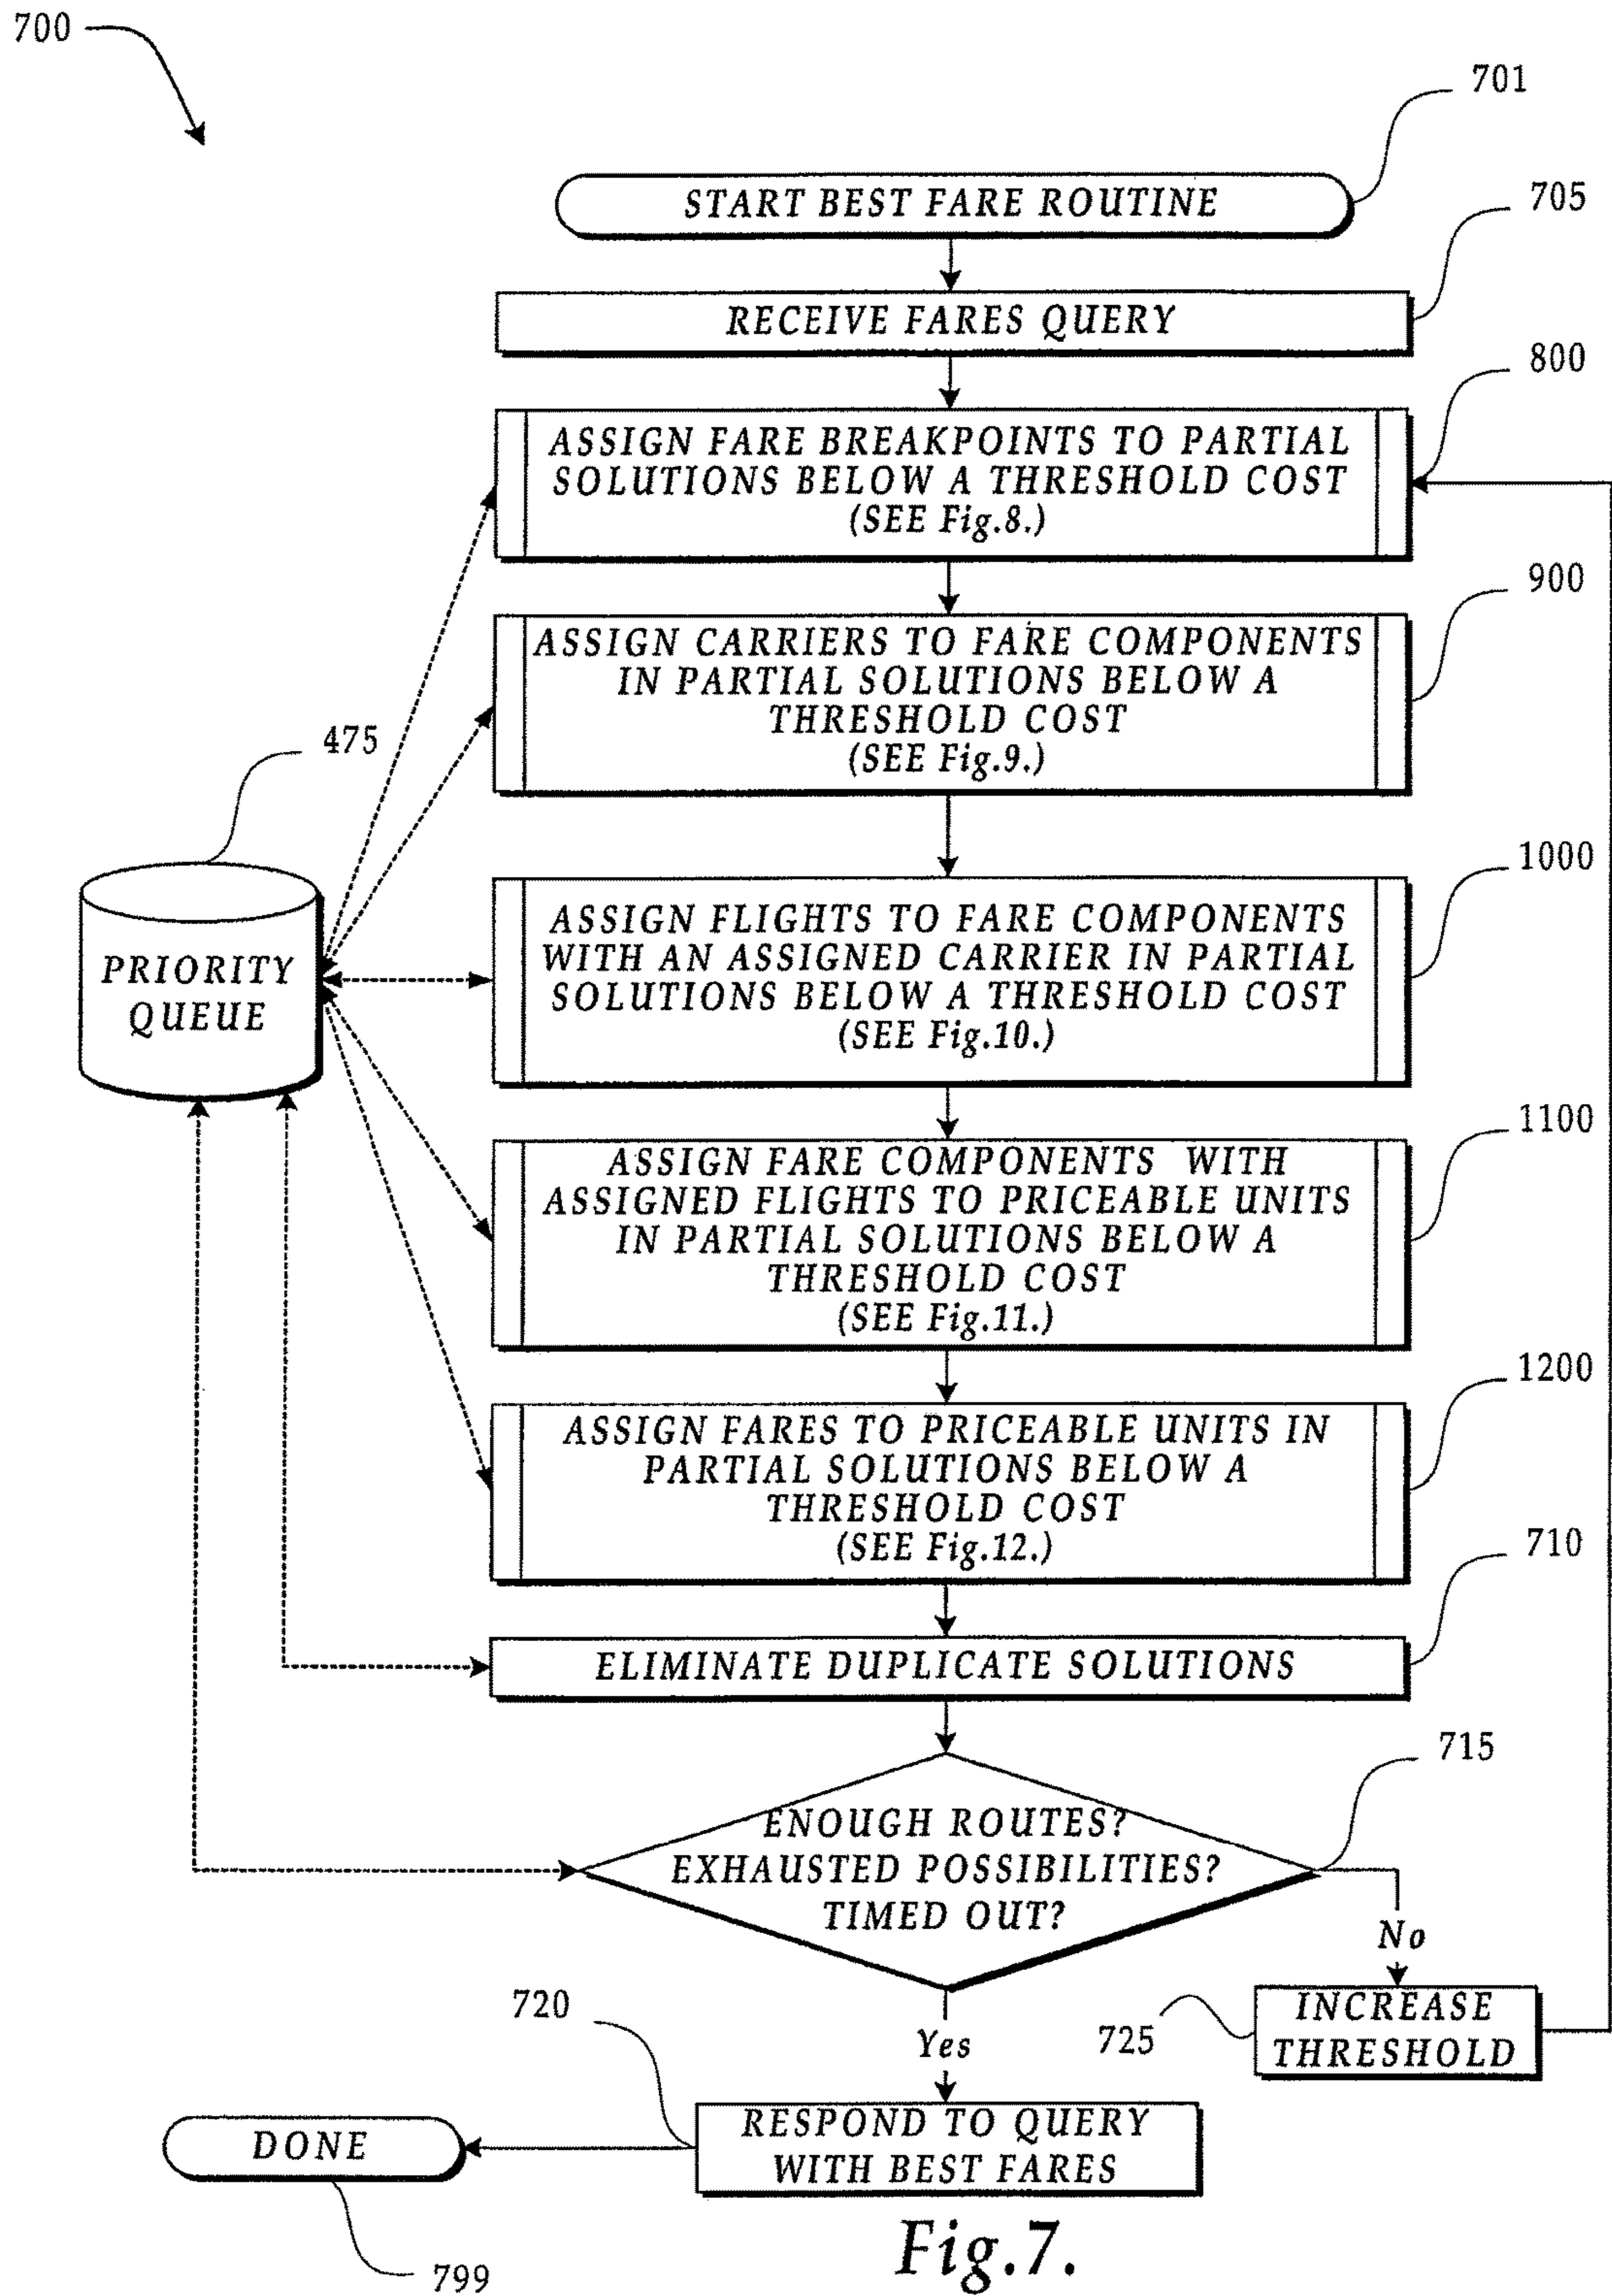 700
701
START BEST FARE ROUTINE
705
RECEIVE FARES QUERY
800
ASSIGN FARE BREAKPOINTS TO PARTIAL
SOLUTIONS BELOW A THRESHOLD COST
(SEE Fig.8.)
900
ASSIGN CARRIERS TO FARE COMPONENTS
IN PARTIAL SOLUTIONS BELOW A
THRESHOLD COST
(SEE Fig.9.)
475
PRIORITY
QUEUE
1000
ASSIGN FLIGHTS TO FARE COMPONENTS
WITH AN ASSIGNED CARRIER IN PARTIAL
SOLUTIONS BELOW A THRESHOLD COST
(SEE Fig.10.)
1100
ASSIGN FARE COMPONENTS WITH
ASSIGNED FLIGHTS TO PRICEABLE UNITS
IN PARTIAL SOLUTIONS BELOW A
THRESHOLD COST
(SEE Fig.11.)
1200
ASSIGN FARES TO PRICEABLE UNITS IN
PARTIAL SOLUTIONS BELOW A
THRESHOLD COST
(SEE Fig.12.)
710
ELIMINATE DUPLICATE SOLUTIONS
715
ENOUGH ROUTES?
EXHAUSTED POSSIBILITIES?
TIMED OUT?
No
725
INCREASE
THRESHOLD
Yes
720
RESPOND TO QUERY
WITH BEST FARES
DONE
799
Fig.7.